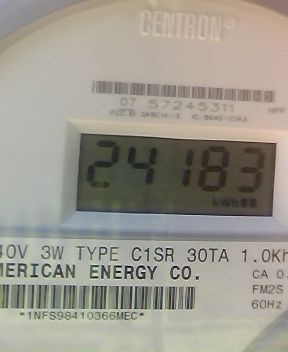 CENTRON®
07 57245311
24183
kWh
40V 3W TYPE C1SR 30TA 1.0Kh
MERICAN ENERGY CO.
CA 0.
FM2S
60Hz
*1NFS98410366MEC*